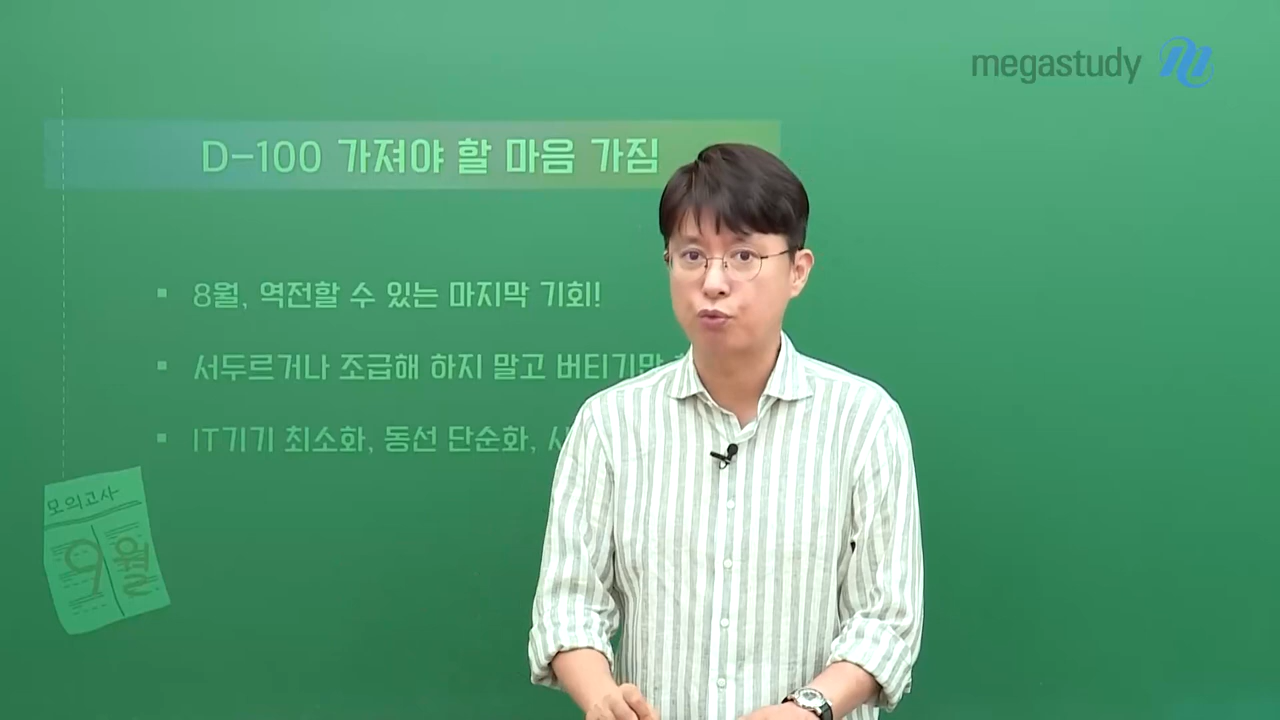 megastudy
D-100 가져야 할 마음 가짐
▪ 8월, 역전할 수 있는 마지막 기회!
▪ 서두르거나 조급해 하지 말고 버티기만
▪ IT기기 최소화, 동선 단순화,
모의고사
9월